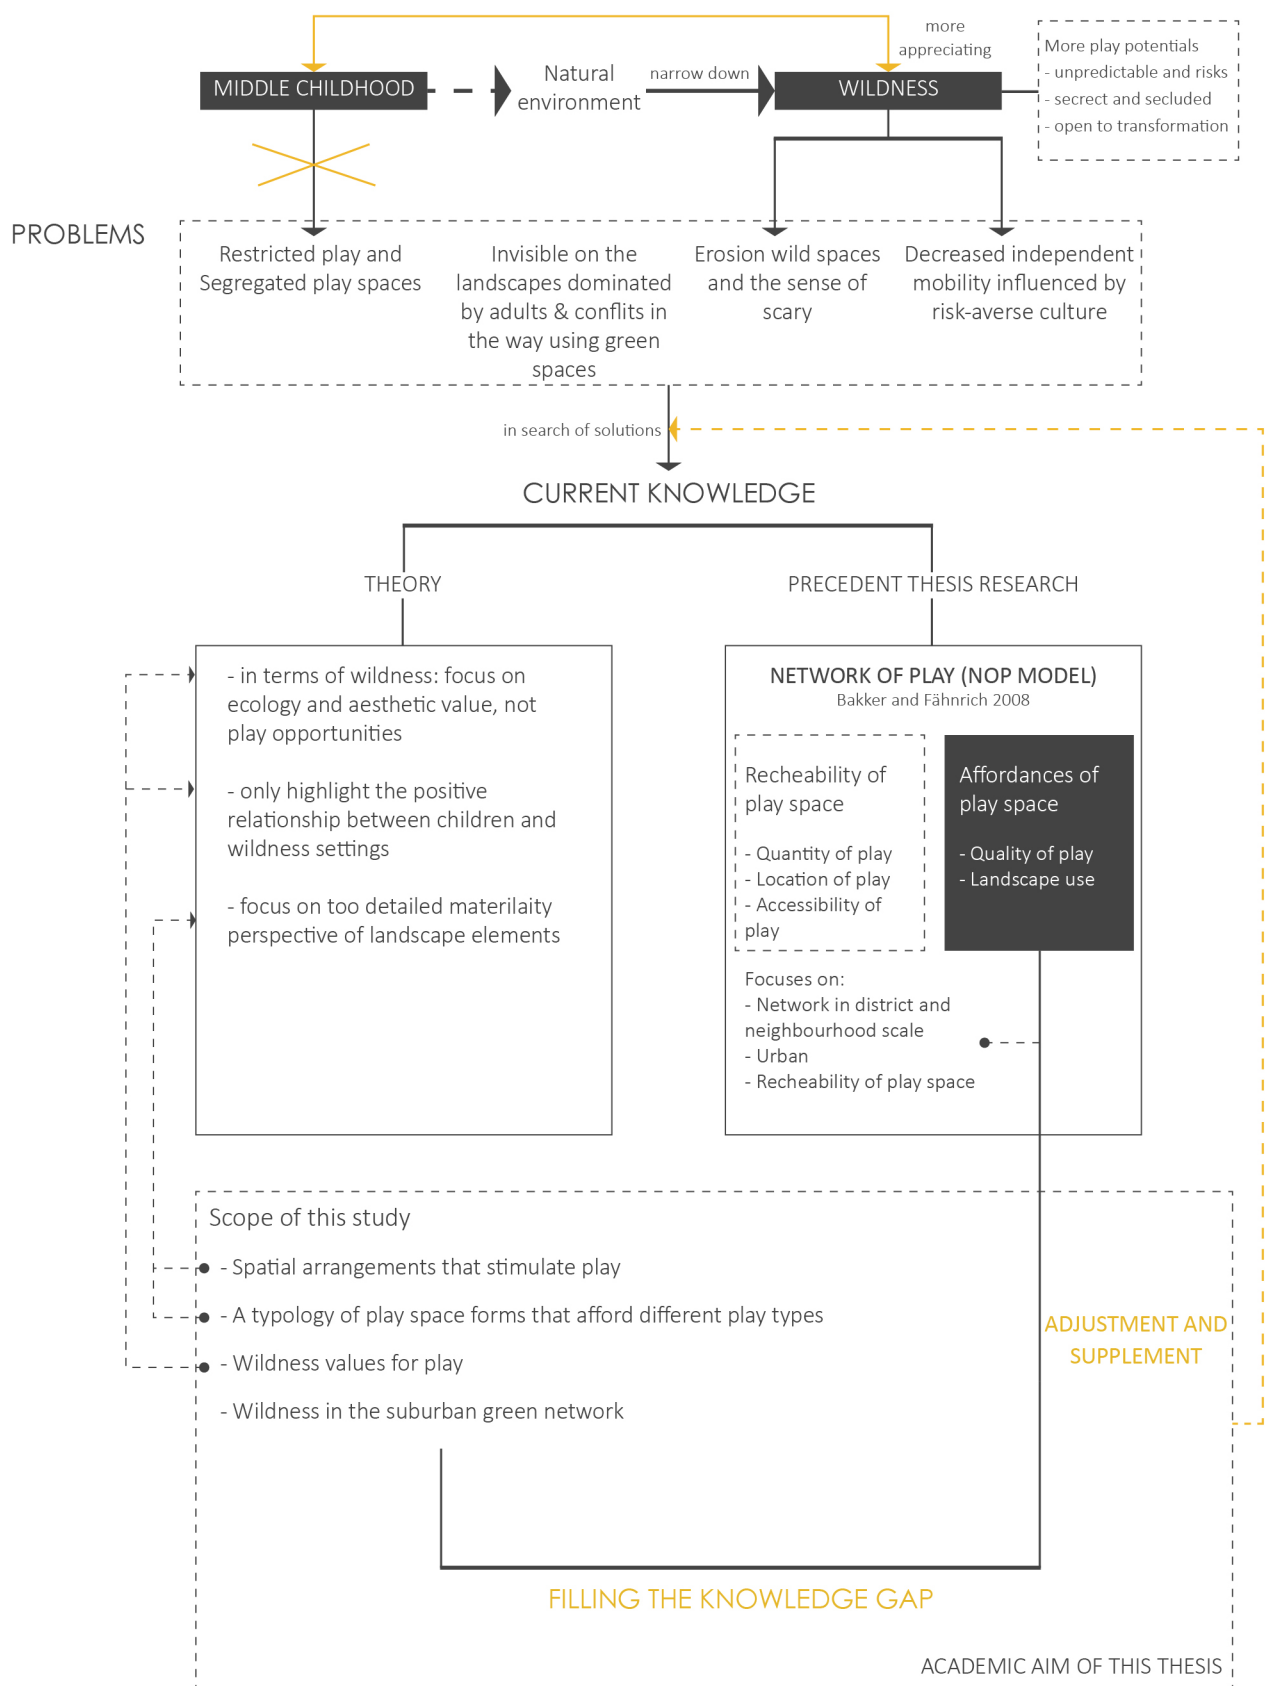 more
appreciating
MIDDLE CHILDHOOD
Natural
environment
narrow down
WILDNESS
More play potentials
- unpredictable and risks
- secrect and secluded
- open to transformation
PROBLEMS
Restricted play and
Segregated play spaces
Invisible on the
landscapes dominated
by adults & conflits in
the way using green
spaces
Erosion wild spaces
and the sense of
scary
Decreased independent
mobility influenced by
risk-averse culture
in search of solutions
CURRENT KNOWLEDGE
THEORY
PRECEDENT THESIS RESEARCH
- in terms of wildness: focus on
ecology and aesthetic value, not
play opportunities
- only highlight the positive
relationship between children and
wildness settings
- focus on too detailed materilaity
perspective of landscape elements
NETWORK OF PLAY (NOP MODEL)
Bakker and Fähnrich 2008
Recheability of
play space
- Quantity of play
- Location of play
- Accessibility of
play
Affordances of
play space
- Quality of play
- Landscape use
Focuses on:
- Network in district and
neighbourhood scale
- Urban
- Recheability of play space
Scope of this study
- Spatial arrangements that stimulate play
- A typology of play space forms that afford different play types
- Wildness values for play
- Wildness in the suburban green network
ADJUSTMENT AND
SUPPLEMENT
FILLING THE KNOWLEDGE GAP
ACADEMIC AIM OF THIS THESIS